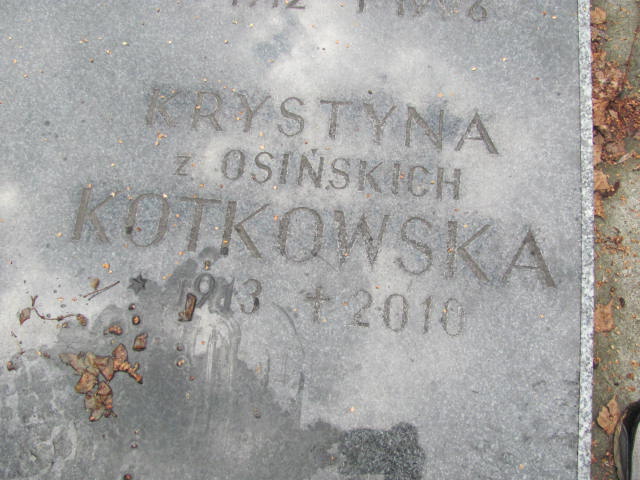 KRYSTYNA
z OSIŃSKICH
KOTKOWSKA
* 1913 † 2010